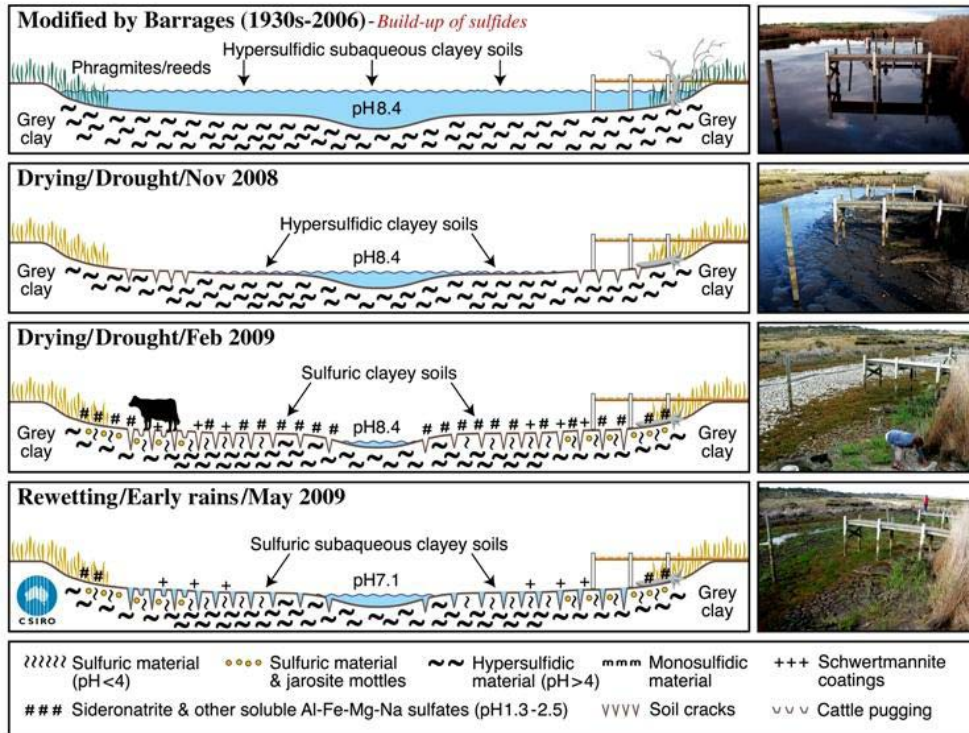 Modified by Barrages (1930s-2006) - Build-up of sulfides
Hypersulfidic subaqueous clayey soils
Phragmites/reeds
pH8.4
Grey
clay
Grey
clay
Drying/Drought/Nov 2008
Hypersulfidic clayey soils
pH8.4
Grey
clay
Grey
clay
Drying/Drought/Feb 2009
Sulfuric clayey soils
pH8.4
Grey
clay
Grey
clay
Rewetting/Early rains/May 2009
Sulfuric subaqueous clayey soils
pH7.1
CSIRO
Grey
clay
Sulfuric material
(pH<4)
Sulfuric material
& jarosite mottles
Hypersulfidic
material (pH>4)
Monosulfidic
material
+++ Schwertmannite
coatings
### Sideronatrite & other soluble Al-Fe-Mg-Na sulfates (pH1.3-2.5)
Soil cracks
Cattle pugging